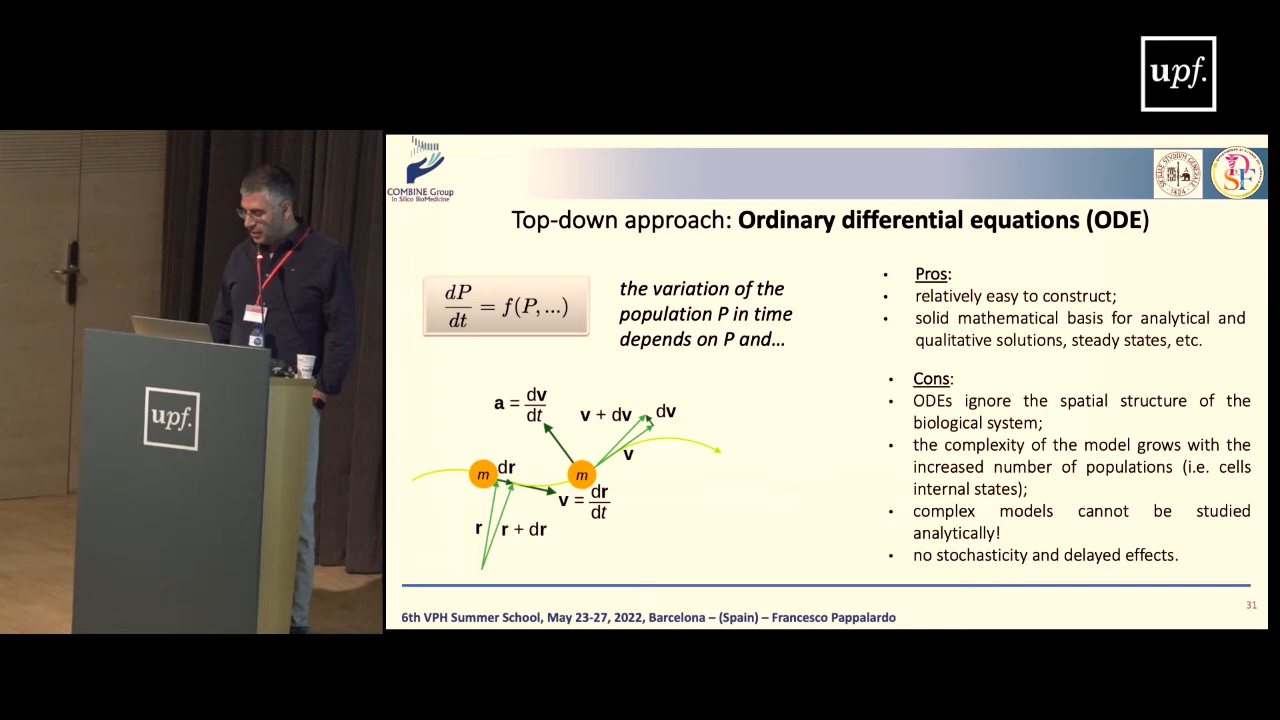 upf.
COMBINE Group
In Silico BioMedicine
Top-down approach: Ordinary differential equations (ODE)
dP/dt = f(P,...)
the variation of the
population P in time
depends on P and...
• Pros:
• relatively easy to construct;
• solid mathematical basis for analytical and
qualitative solutions, steady states, etc.
• Cons:
• ODEs ignore the spatial structure of the
biological system;
• the complexity of the model grows with the
increased number of populations (i.e. cells
internal states);
• complex models cannot be studied
analytically!
• no stochasticity and delayed effects.
a = dv/dt
v + dv
dv
v
m
dr
m
v = dr/dt
r
r + dr
31
6th VPH Summer School, May 23-27, 2022, Barcelona – (Spain) – Francesco Pappalardo
upf.